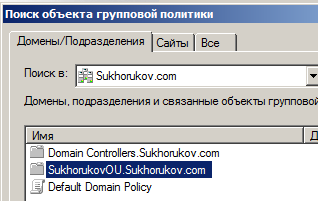 Поиск объекта групповой политики
Домены/Подразделения Сайты Все
Поиск в: Sukhorukov.com
Домены, подразделения и связанные объекты групповой
Имя
Domain Controllers.Sukhorukov.com
SukhorukovOU.Sukhorukov.com
Default Domain Policy